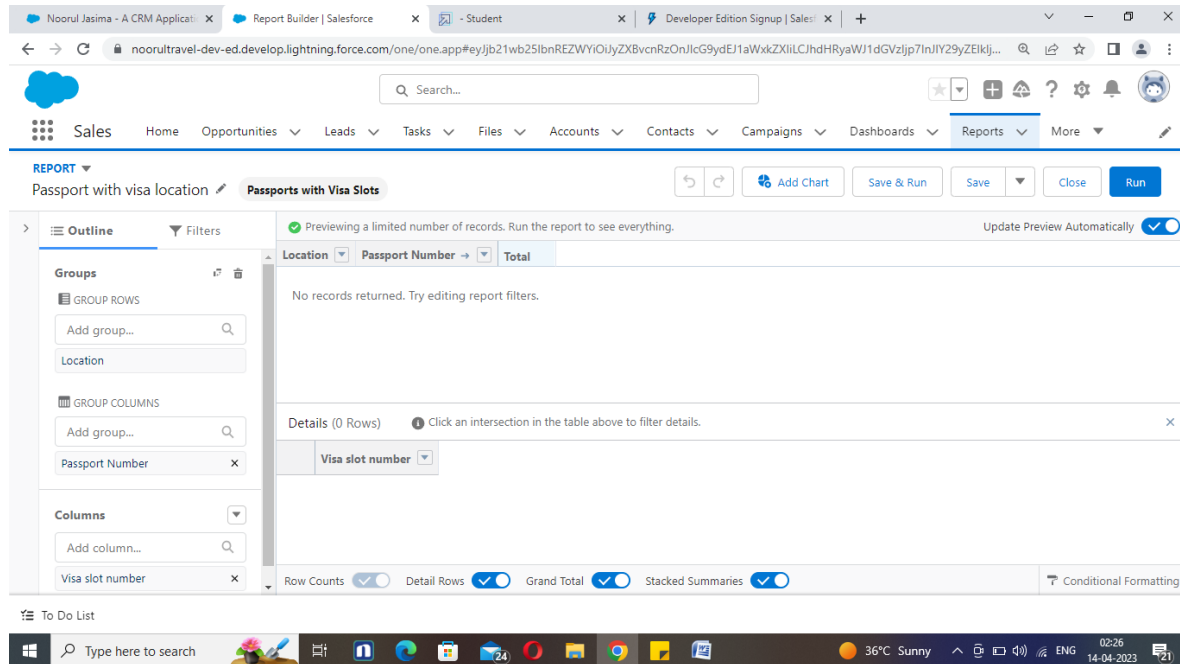 Noorul Jasima - A CRM Applicati
Report Builder | Salesforce
- Student
Developer Edition Signup | Sales
noorultravel-dev-ed.develop.lightning.force.com/one/one.app#
Search...
Sales Home Opportunities Leads Tasks Files Accounts Contacts Campaigns Dashboards Reports More
REPORT
Passport with visa location Passports with Visa Slots
Add Chart Save & Run Save Close Run
Outline Filters
Previewing a limited number of records. Run the report to see everything.
Update Preview Automatically
Groups
GROUP ROWS
Add group...
Location
GROUP COLUMNS
Add group...
Passport Number
Columns
Add column...
Visa slot number
Location Passport Number Total
No records returned. Try editing report filters.
Details (0 Rows) Click an intersection in the table above to filter details.
Visa slot number
Row Counts Detail Rows Grand Total Stacked Summaries Conditional Formatting
To Do List
Type here to search
24
36°C Sunny
ENG
02:26
14-04-2023
21